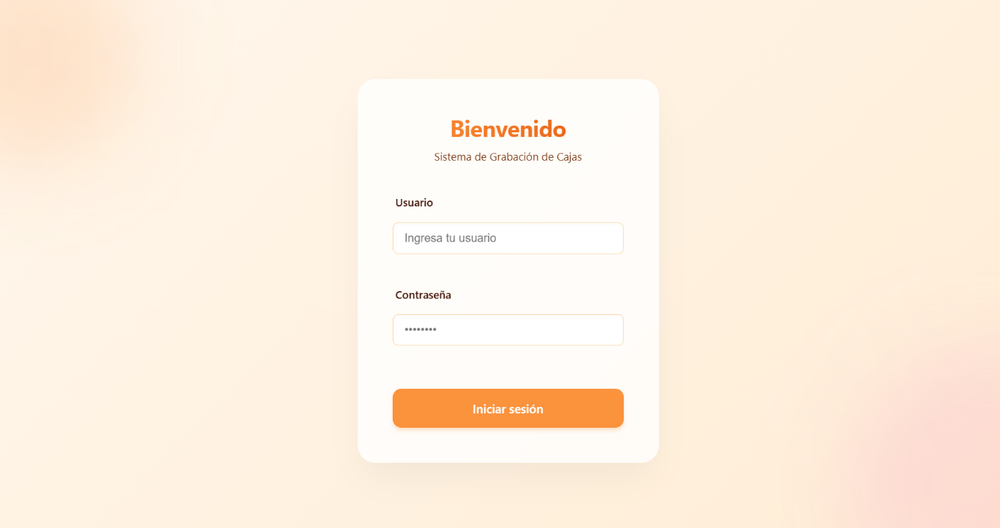 Bienvenido
Sistema de Grabación de Cajas
Usuario
Ingresa tu usuario
Contraseña
••••••••
Iniciar sesión